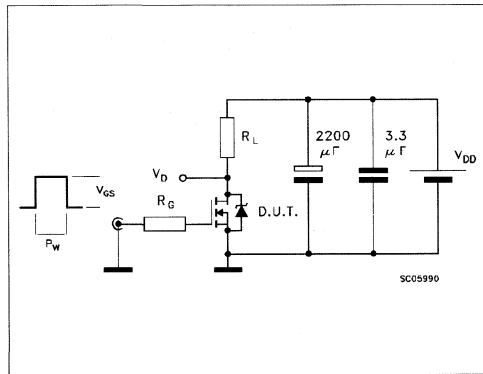 R_L
2200 µF
3.3 µF
V_DD
V_D
V_GS
R_G
D.U.T.
P_W
SC05990